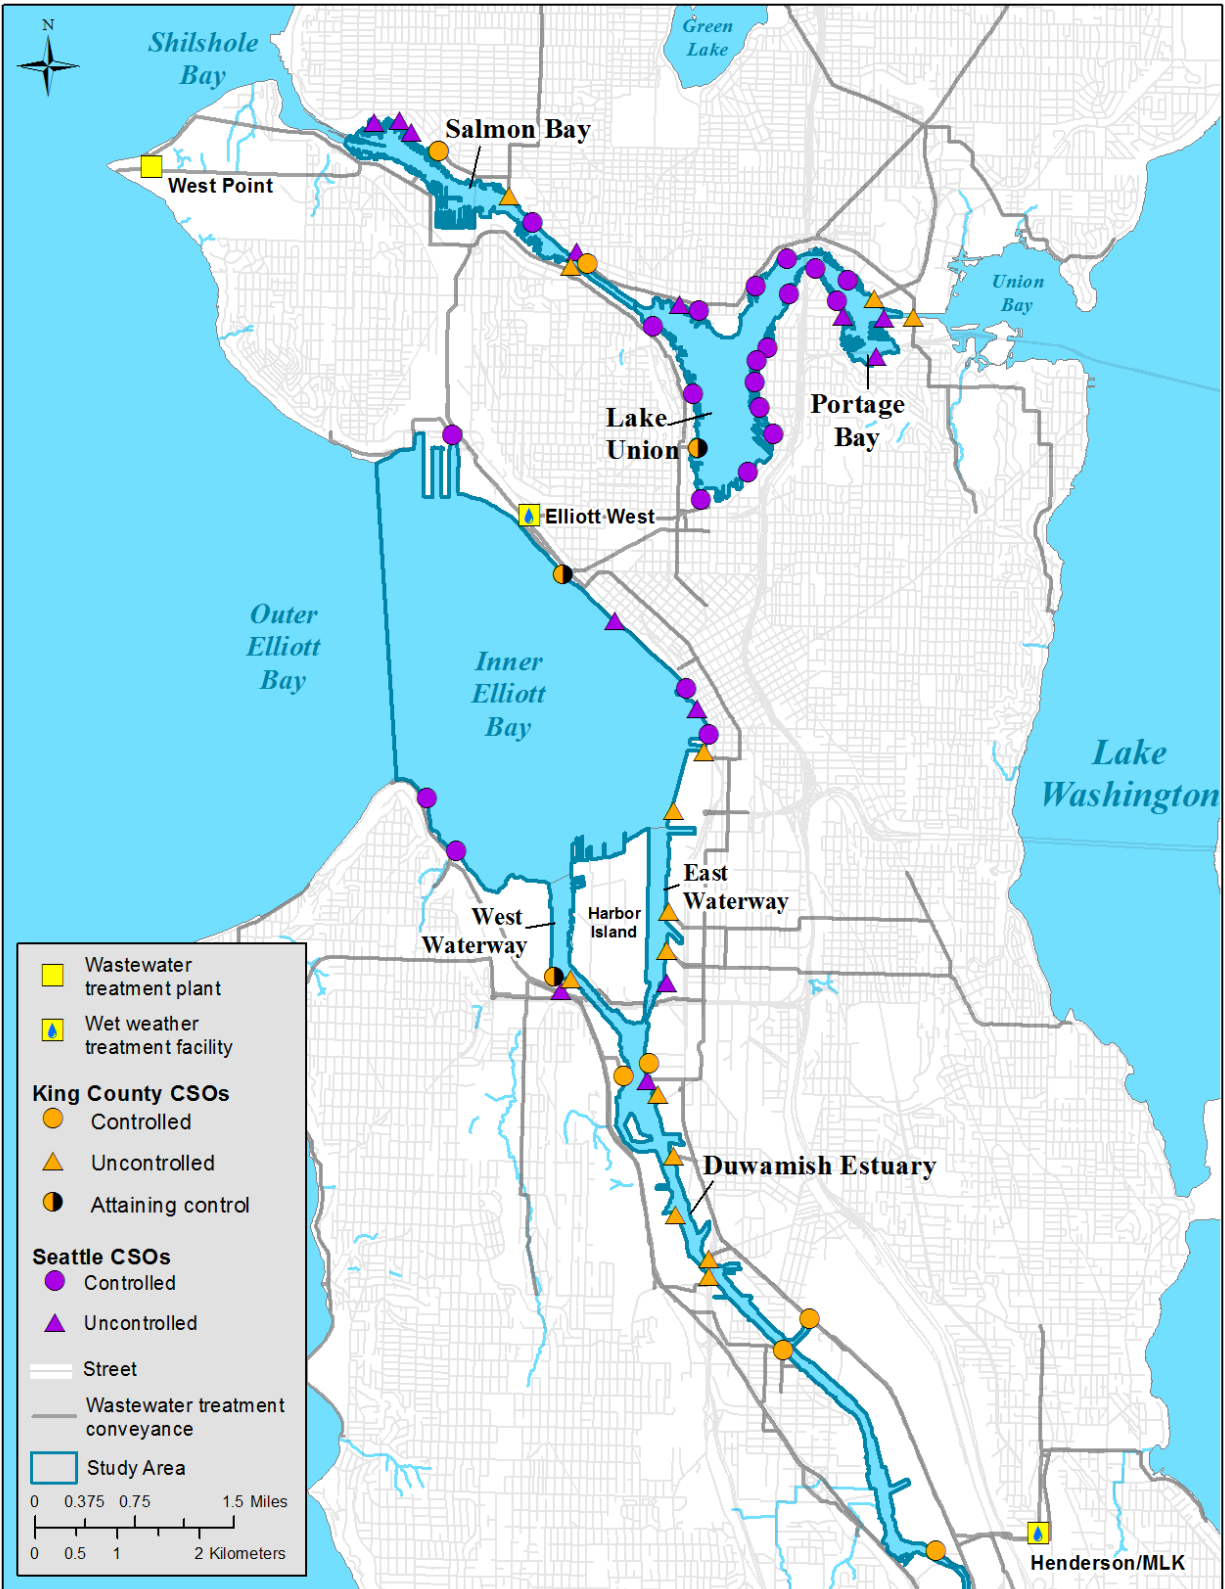 N
Shilshole
Bay
Green
Lake
Salmon Bay
West Point
Union
Bay
Lake
Union
Portage
Bay
Elliott West
Outer
Elliott
Bay
Inner
Elliott
Bay
Lake
Washington
East
Waterway
West
Waterway
Harbor
Island
Duwamish Estuary
Henderson/MLK
Wastewater
treatment plant
Wet weather
treatment facility
King County CSOs
Controlled
Uncontrolled
Attaining control
Seattle CSOs
Controlled
Uncontrolled
Street
Wastewater treatment
conveyance
Study Area
0 0.375 0.75 1.5 Miles
0 0.5 1 2 Kilometers